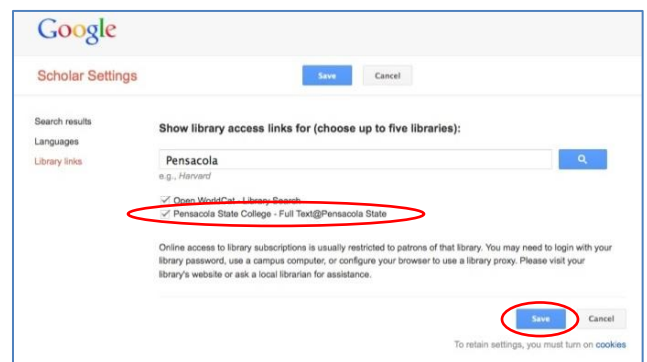 Google
Scholar Settings
Save
Cancel
Search results
Languages
Library links
Show library access links for (choose up to five libraries):
Pensacola
e.g., Harvard
Open WorldCat - Library Search
Pensacola State College - Full Text@Pensacola State
Online access to library subscriptions is usually restricted to patrons of that library. You may need to login with your
library password, use a campus computer, or configure your browser to use a library proxy. Please visit your
library's website or ask a local librarian for assistance.
Save
Cancel
To retain settings, you must turn on cookies